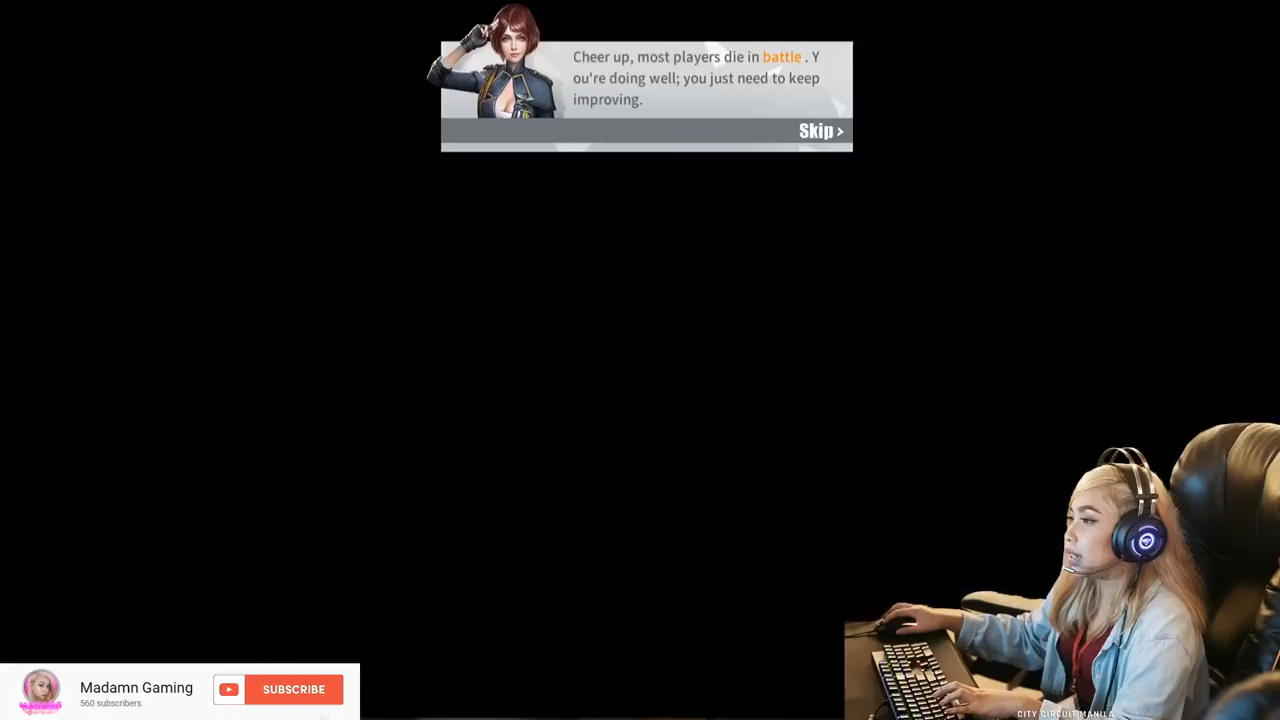 Cheer up, most players die in battle . Y
ou're doing well; you just need to keep
improving.
Skip >
Madamn Gaming
560 subscribers
SUBSCRIBE
CITY CIRCUIT MANILA